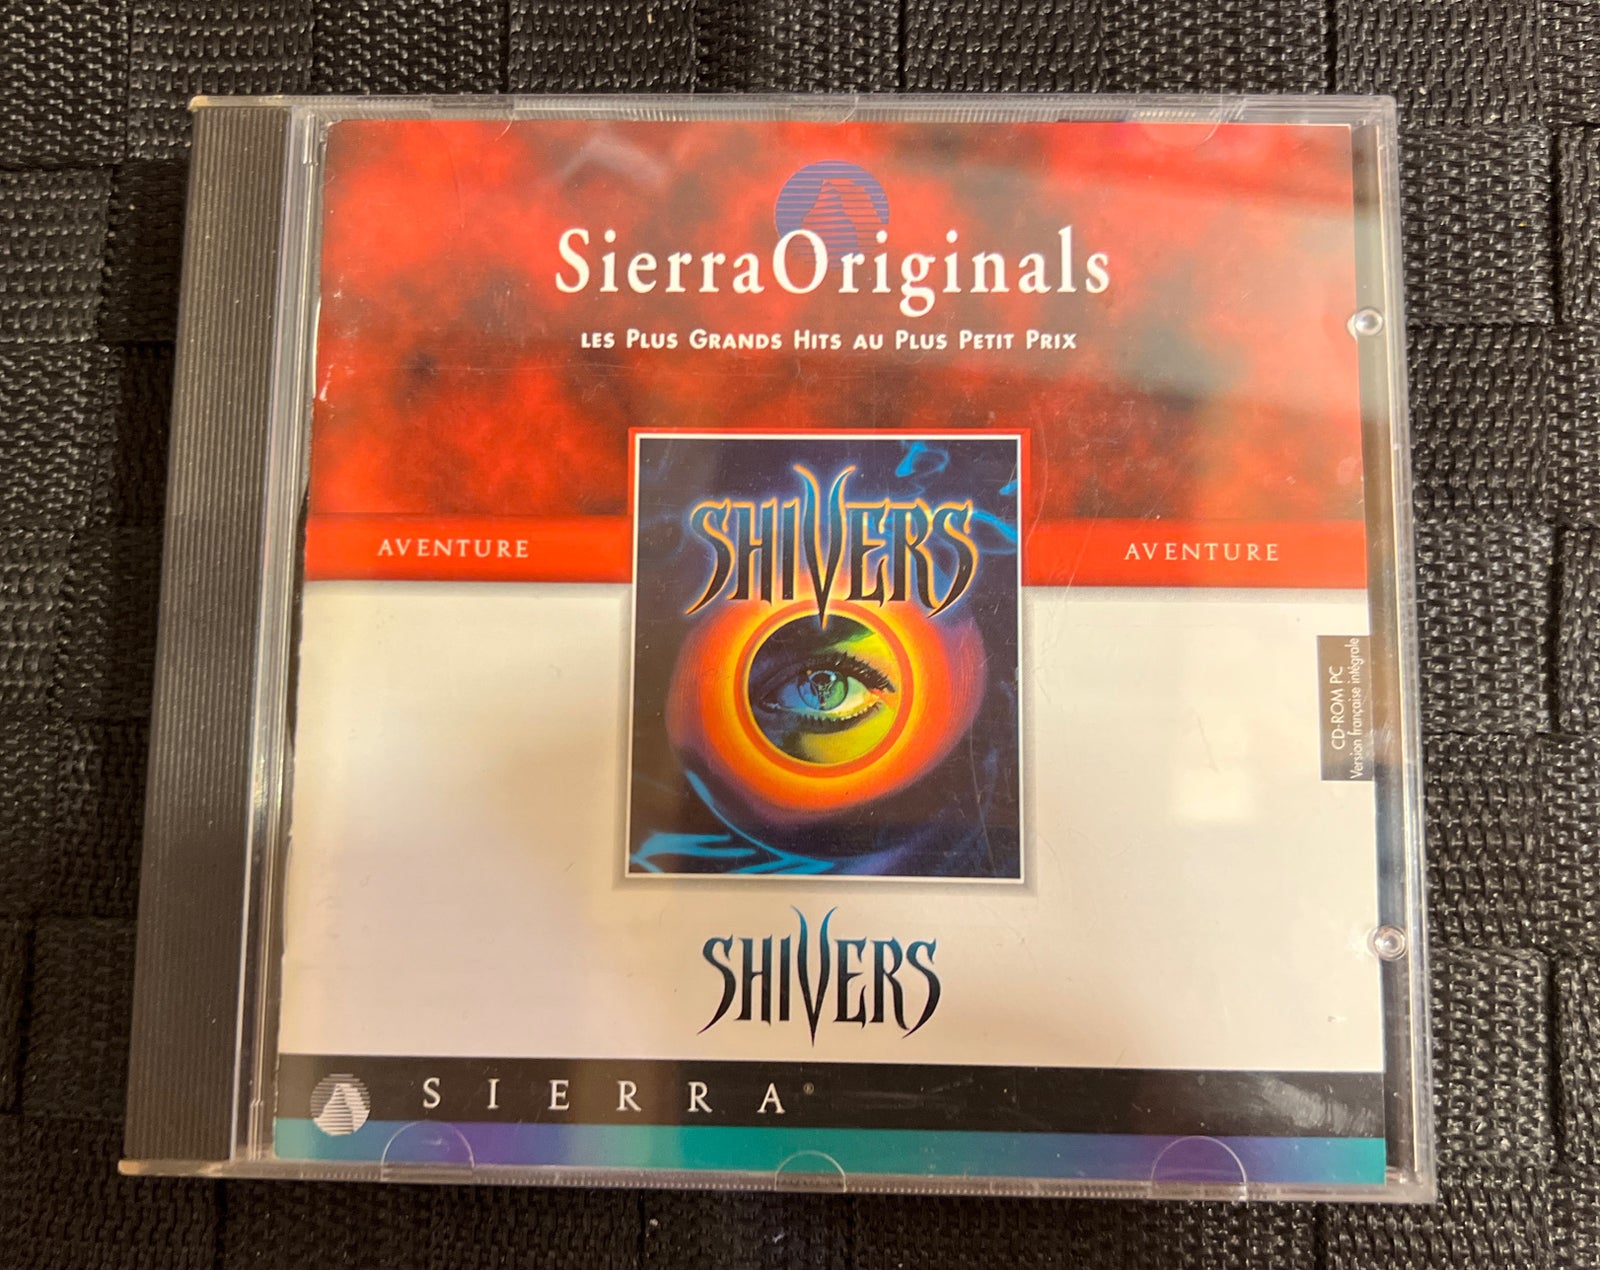 SierraOriginals
LES PLUS GRANDS HITS AU PLUS PETIT PRIX
AVENTURE
SHIVERS
AVENTURE
CD-ROM PC
Version française intégrale
SHIVERS
SIERRA®